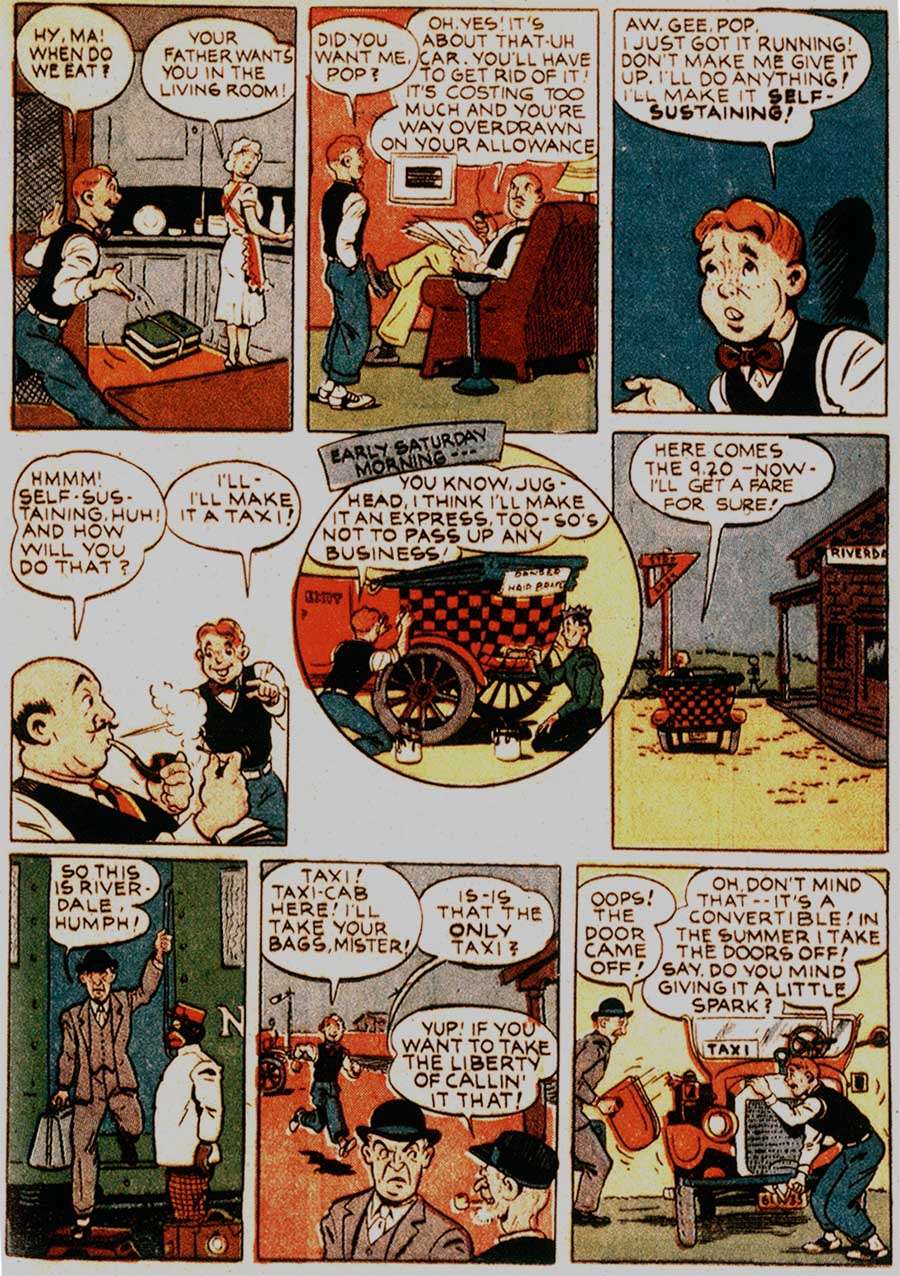 HY, MA!
WHEN DO
WE EAT?
YOUR
FATHER WANTS
YOU IN THE
LIVING ROOM!
DID YOU
WANT ME,
POP?
OH, YES! IT'S
ABOUT THAT-UH
CAR. YOU'LL HAVE
TO GET RID OF IT!
IT'S COSTING TOO
MUCH AND YOU'RE
WAY OVERDRAWN
ON YOUR ALLOWANCE
AW, GEE, POP,
I JUST GOT IT RUNNING!
DON'T MAKE ME GIVE IT
UP. I'LL DO ANYTHING!
I'LL MAKE IT SELF-
SUSTAINING!
HMMM!
SELF-SUS-
TAINING, HUH!
AND HOW
WILL YOU
DO THAT?
I'LL-
I'LL MAKE
IT A TAXI!
EARLY SATURDAY
MORNING---
YOU KNOW, JUG-
HEAD, I THINK I'LL MAKE
IT AN EXPRESS, TOO-SO'S
NOT TO PASS UP ANY
BUSINESS!
HERE COMES
THE 9.20 -NOW-
I'LL GET A FARE
FOR SURE!
RIVERDA
SO THIS
IS RIVER-
DALE,
HUMPH!
N
TAXI!
TAXI-CAB
HERE! I'LL
TAKE YOUR
BAGS, MISTER!
IS-IS
THAT THE
ONLY
TAXI?
YUP! IF YOU
WANT TO TAKE
THE LIBERTY
OF CALLIN'
IT THAT!
OOPS!
THE
DOOR
CAME
OFF!
OH, DON'T MIND
THAT--IT'S A
CONVERTIBLE! IN
THE SUMMER I TAKE
THE DOORS OFF!
SAY, DO YOU MIND
GIVING IT A LITTLE
SPARK?
TAXI